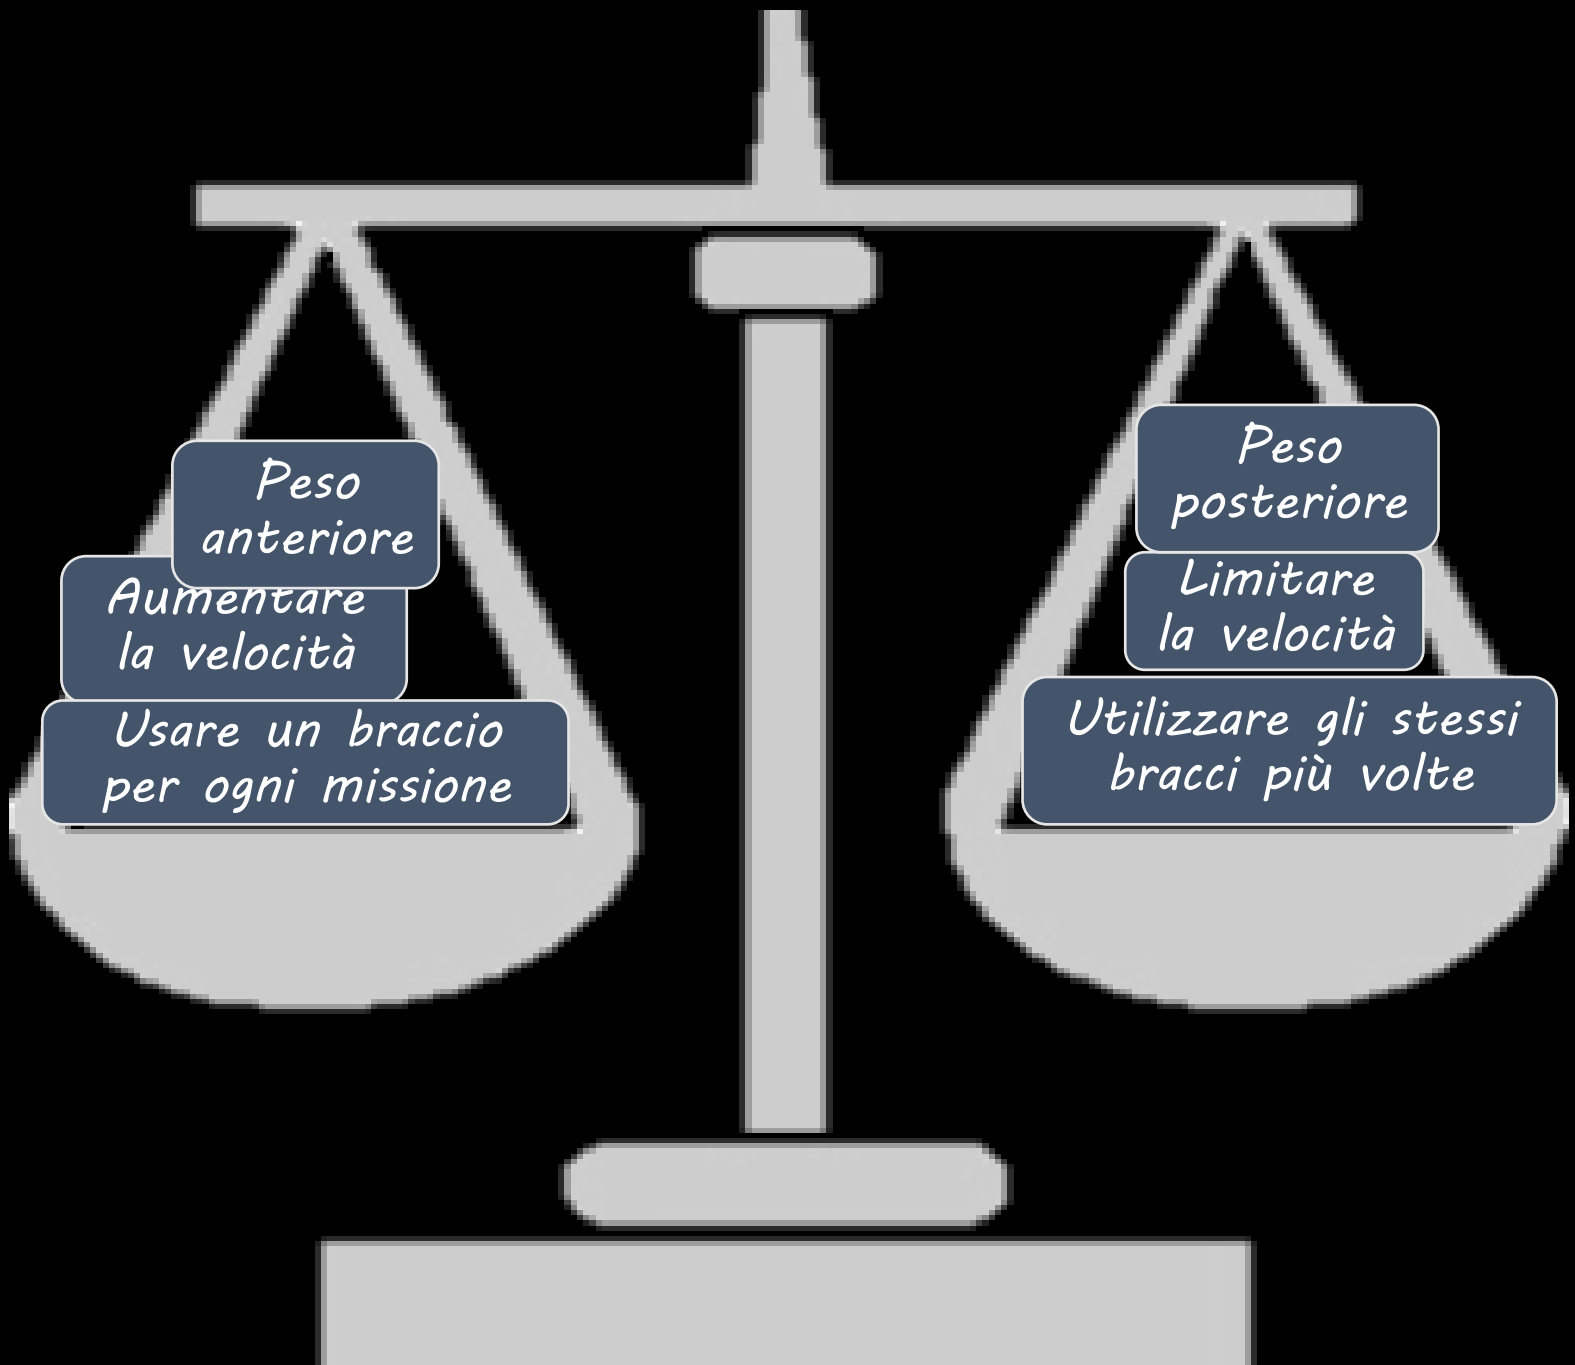 Peso
anteriore
Aumentare
la velocità
Usare un braccio
per ogni missione
Peso
posteriore
Limitare
la velocità
Utilizzare gli stessi
bracci più volte